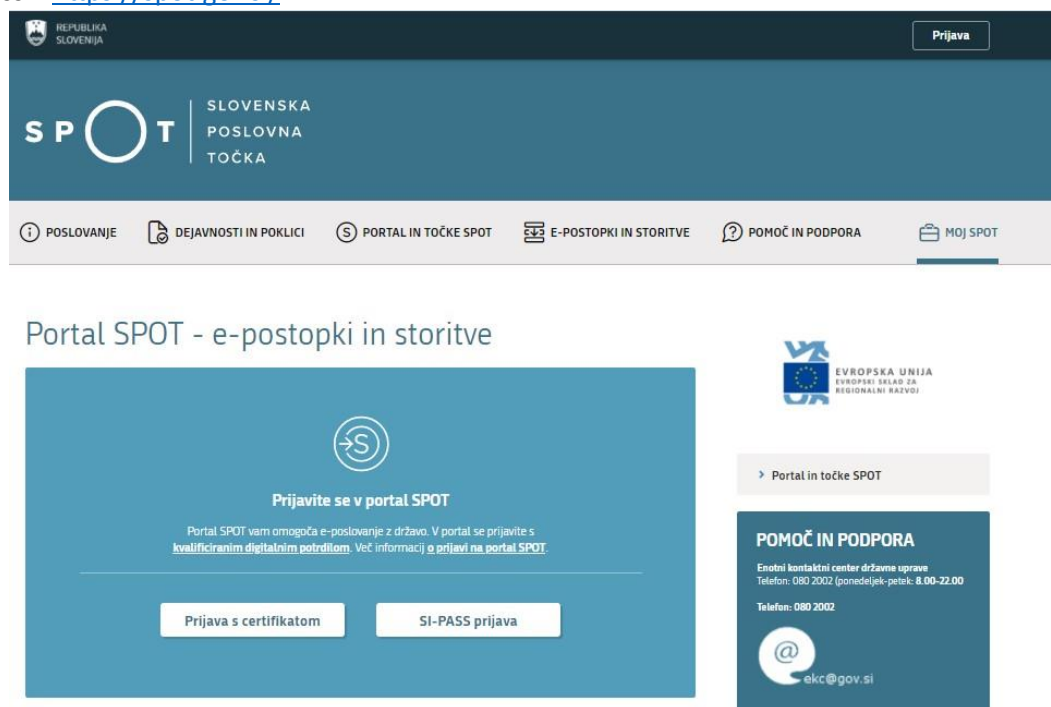 REPUBLIKA
SLOVENIJA
Prijava
SPOT
SLOVENSKA
POSLOVNA
TOČKA
POSLOVANJE
DEJAVNOSTI IN POKLICI
PORTAL IN TOČKE SPOT
E-POSTOPKI IN STORITVE
POMOČ IN PODPORA
MOJ SPOT
Portal SPOT - e-postopki in storitve
Prijavite se v portal SPOT
Portal SPOT vam omogoča e-poslovanje z državo. V portal se prijavite s
kvalificiranim digitalnim potrdilom. Več informacij o prijavi na portal SPOT.
Prijava s certifikatom
SI-PASS prijava
EVROPSKA UNIJA
EVROPSKI SKLAD ZA
REGIONALNI RAZVOJ
Portal in točke SPOT
POMOČ IN PODPORA
Enotni kontaktni center državne uprave
Telefon: 080 2002 (ponedeljek-petek: 8.00-22.00
Telefon: 080 2002
@
ekc@gov.si